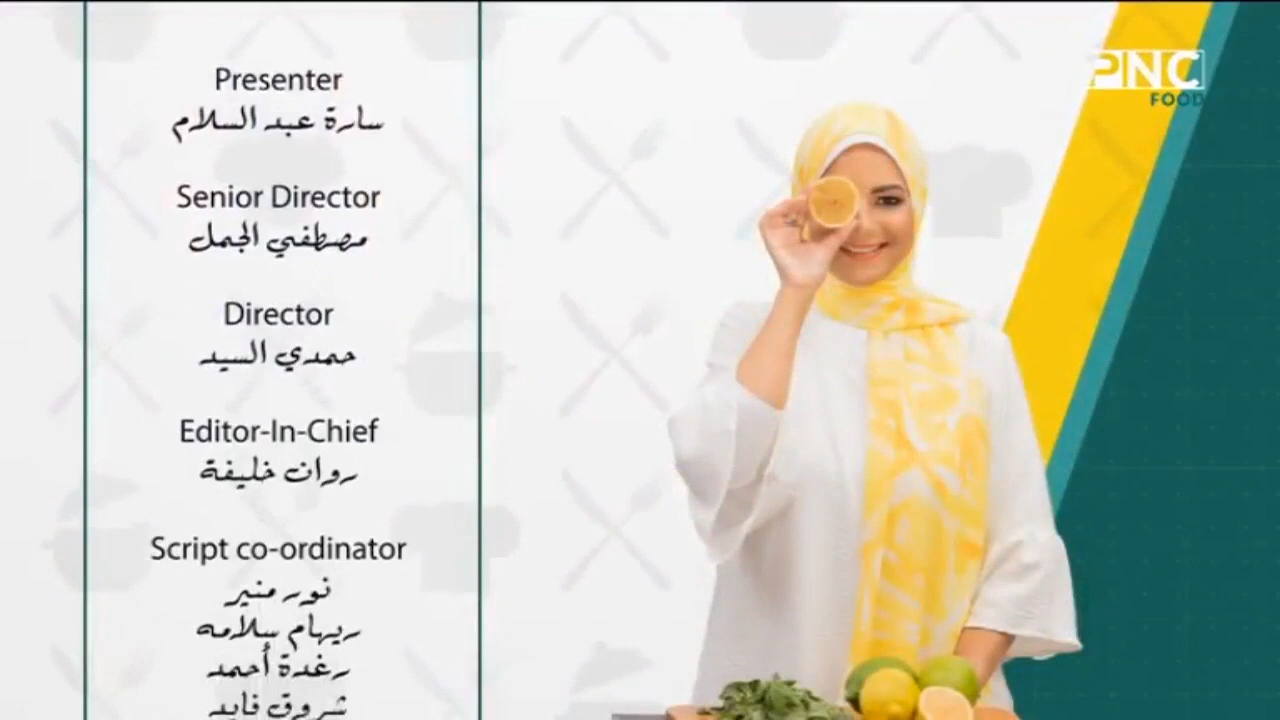 Presenter
سارة عبد السلام
Senior Director
مصطفي الجمل
Director
حمدي السيد
Editor-In-Chief
روان خليفة
Script co-ordinator
نور منير
ريهام سلامه
رغدة أحمد
شروق فايد
PNC
FOOD